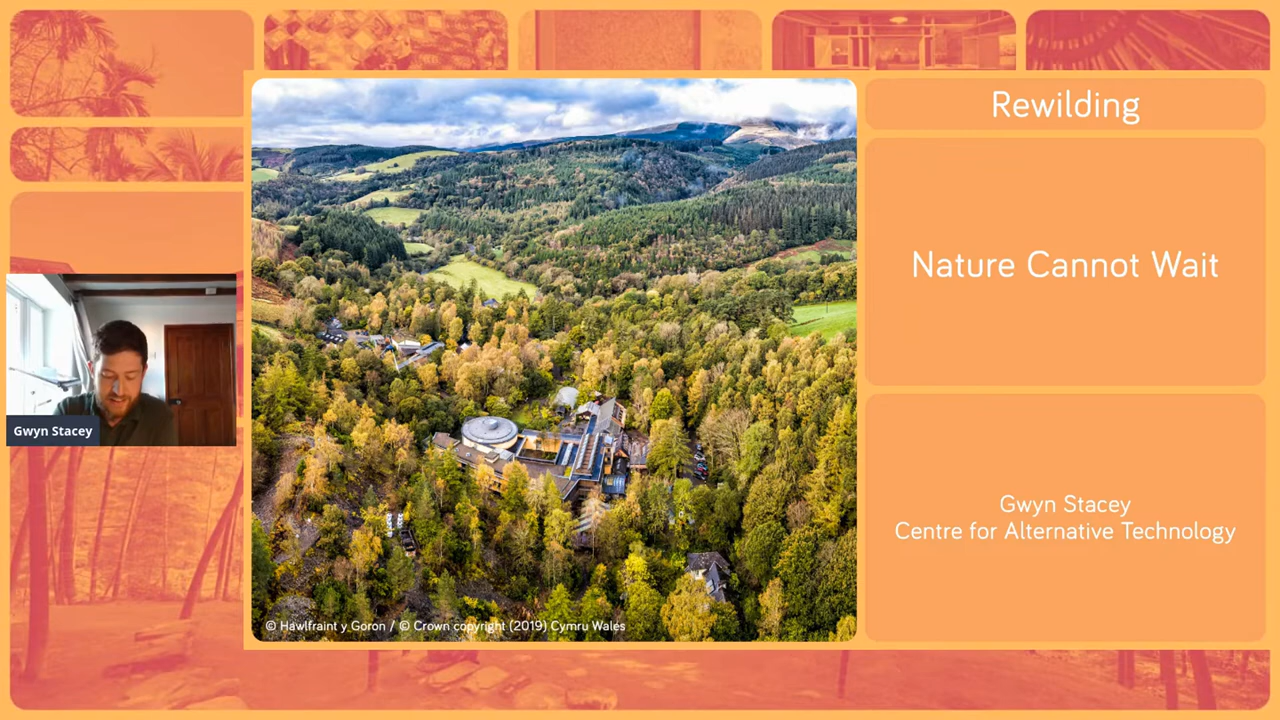 Rewilding
Nature Cannot Wait
Gwyn Stacey
Gwyn Stacey
Centre for Alternative Technology
© Hawlfraint y Goron / © Crown copyright (2019) Cymru Wales